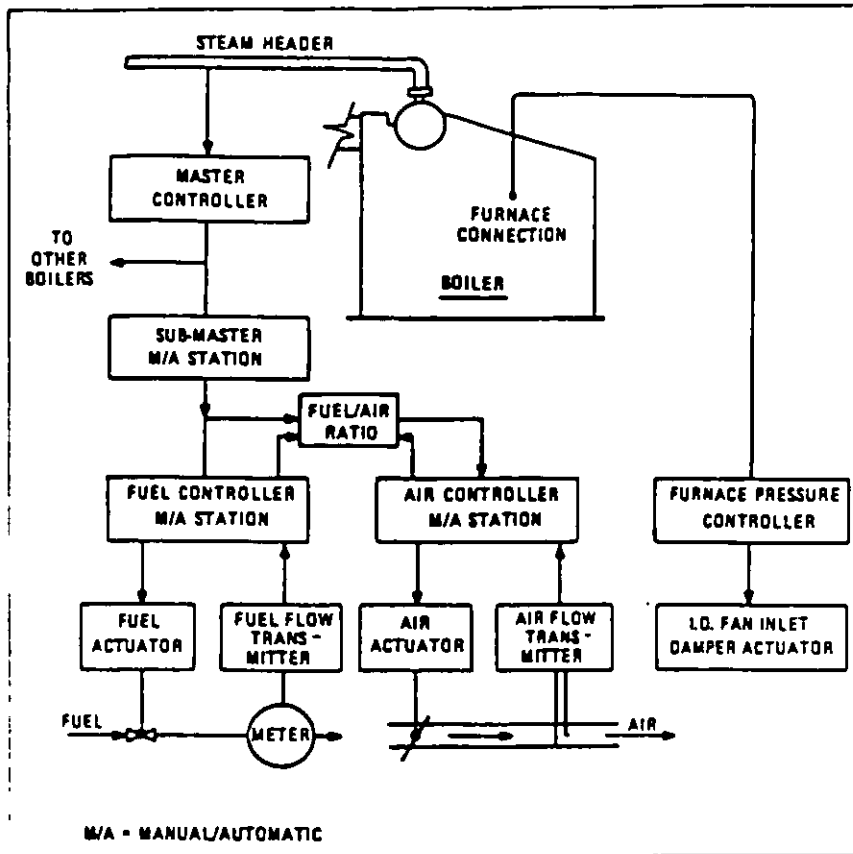 STEAM HEADER
MASTER
CONTROLLER
TO
OTHER
BOILERS
FURNACE
CONNECTION
BOILER
SUB-MASTER
M/A STATION
FUEL/AIR
RATIO
FUEL CONTROLLER
M/A STATION
AIR CONTROLLER
M/A STATION
FURNACE PRESSURE
CONTROLLER
FUEL
ACTUATOR
FUEL FLOW
TRANS-
MITTER
AIR
ACTUATOR
AIR FLOW
TRANS-
MITTER
I.D. FAN INLET
DAMPER ACTUATOR
FUEL
METER
AIR
M/A = MANUAL/AUTOMATIC